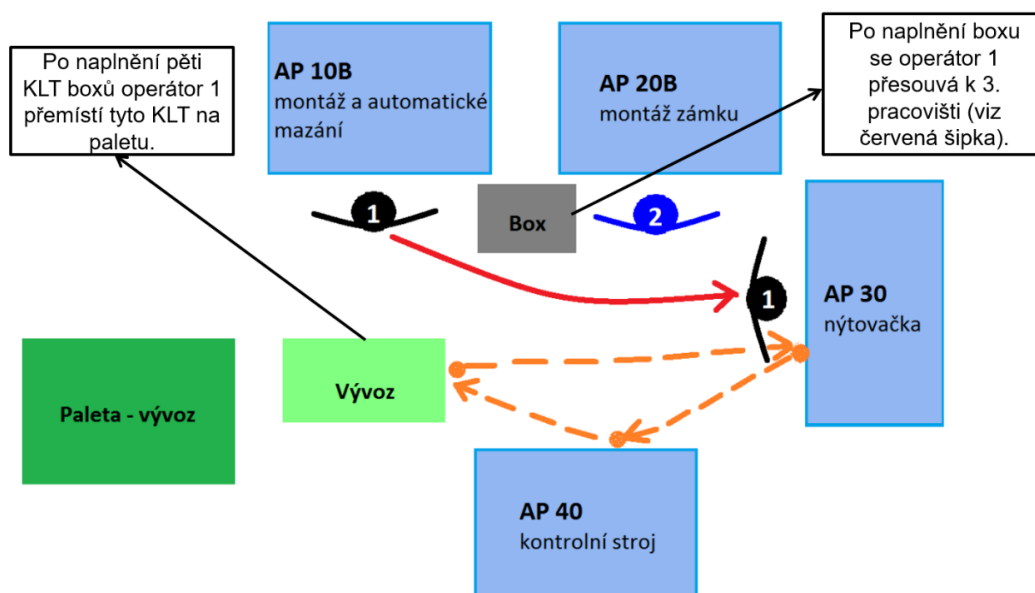 Po naplnění pěti
KLT boxů operátor 1
přemístí tyto KLT na
paletu.
AP 10B
montáž a automatické
mazání
AP 20B
montáž zámku
Po naplnění boxu
se operátor 1
přesouvá k 3.
pracovišti (viz
červená šipka).
1
Box
2
1
AP 30
nýtovačka
Paleta - vývoz
Vývoz
AP 40
kontrolní stroj